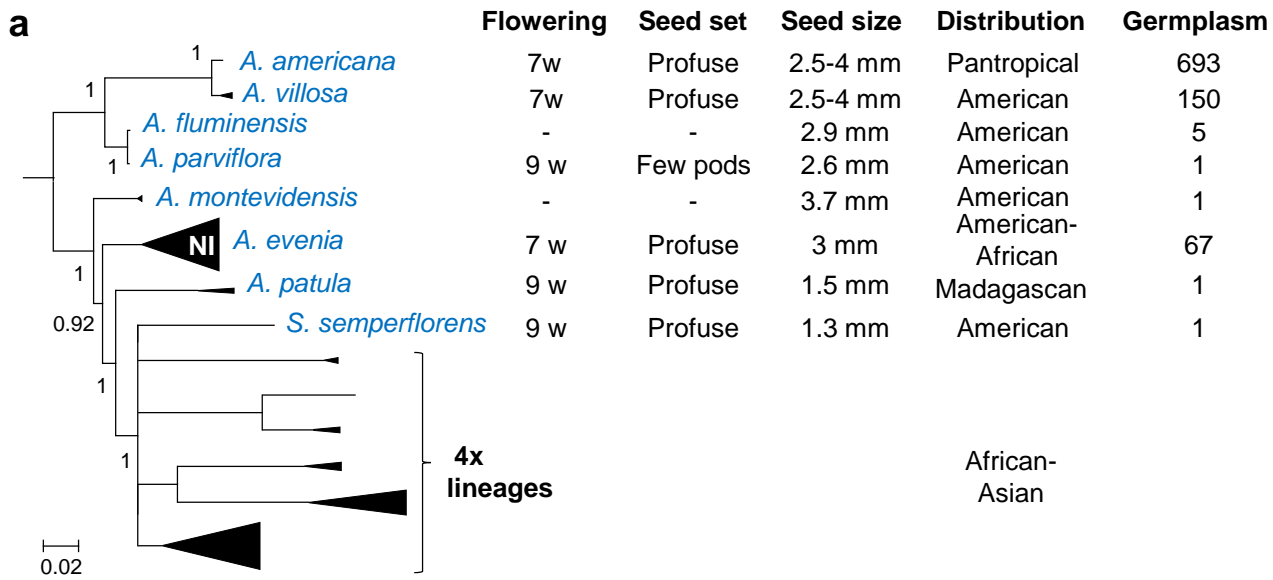 a
Flowering Seed set Seed size Distribution Germplasm
1 A. americana 7w Profuse 2.5-4 mm Pantropical 693
1 A. villosa 7w Profuse 2.5-4 mm American 150
A. fluminensis - - 2.9 mm American 5
1 A. parviflora 9 w Few pods 2.6 mm American 1
A. montevidensis - - 3.7 mm American 1
1 NI A. evenia 7 w Profuse 3 mm American-
African 67
A. patula 9 w Profuse 1.5 mm Madagascan 1
0.92 S. semperflorens 9 w Profuse 1.3 mm American 1
1
1
4x
lineages
African-
Asian
0.02